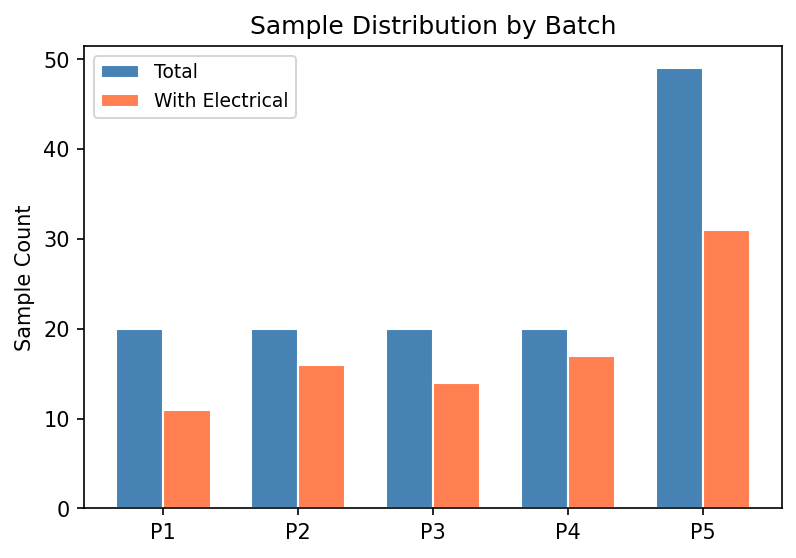 Sample Distribution by Batch
Total
With Electrical
Sample Count
50
40
30
20
10
0
P1 P2 P3 P4 P5